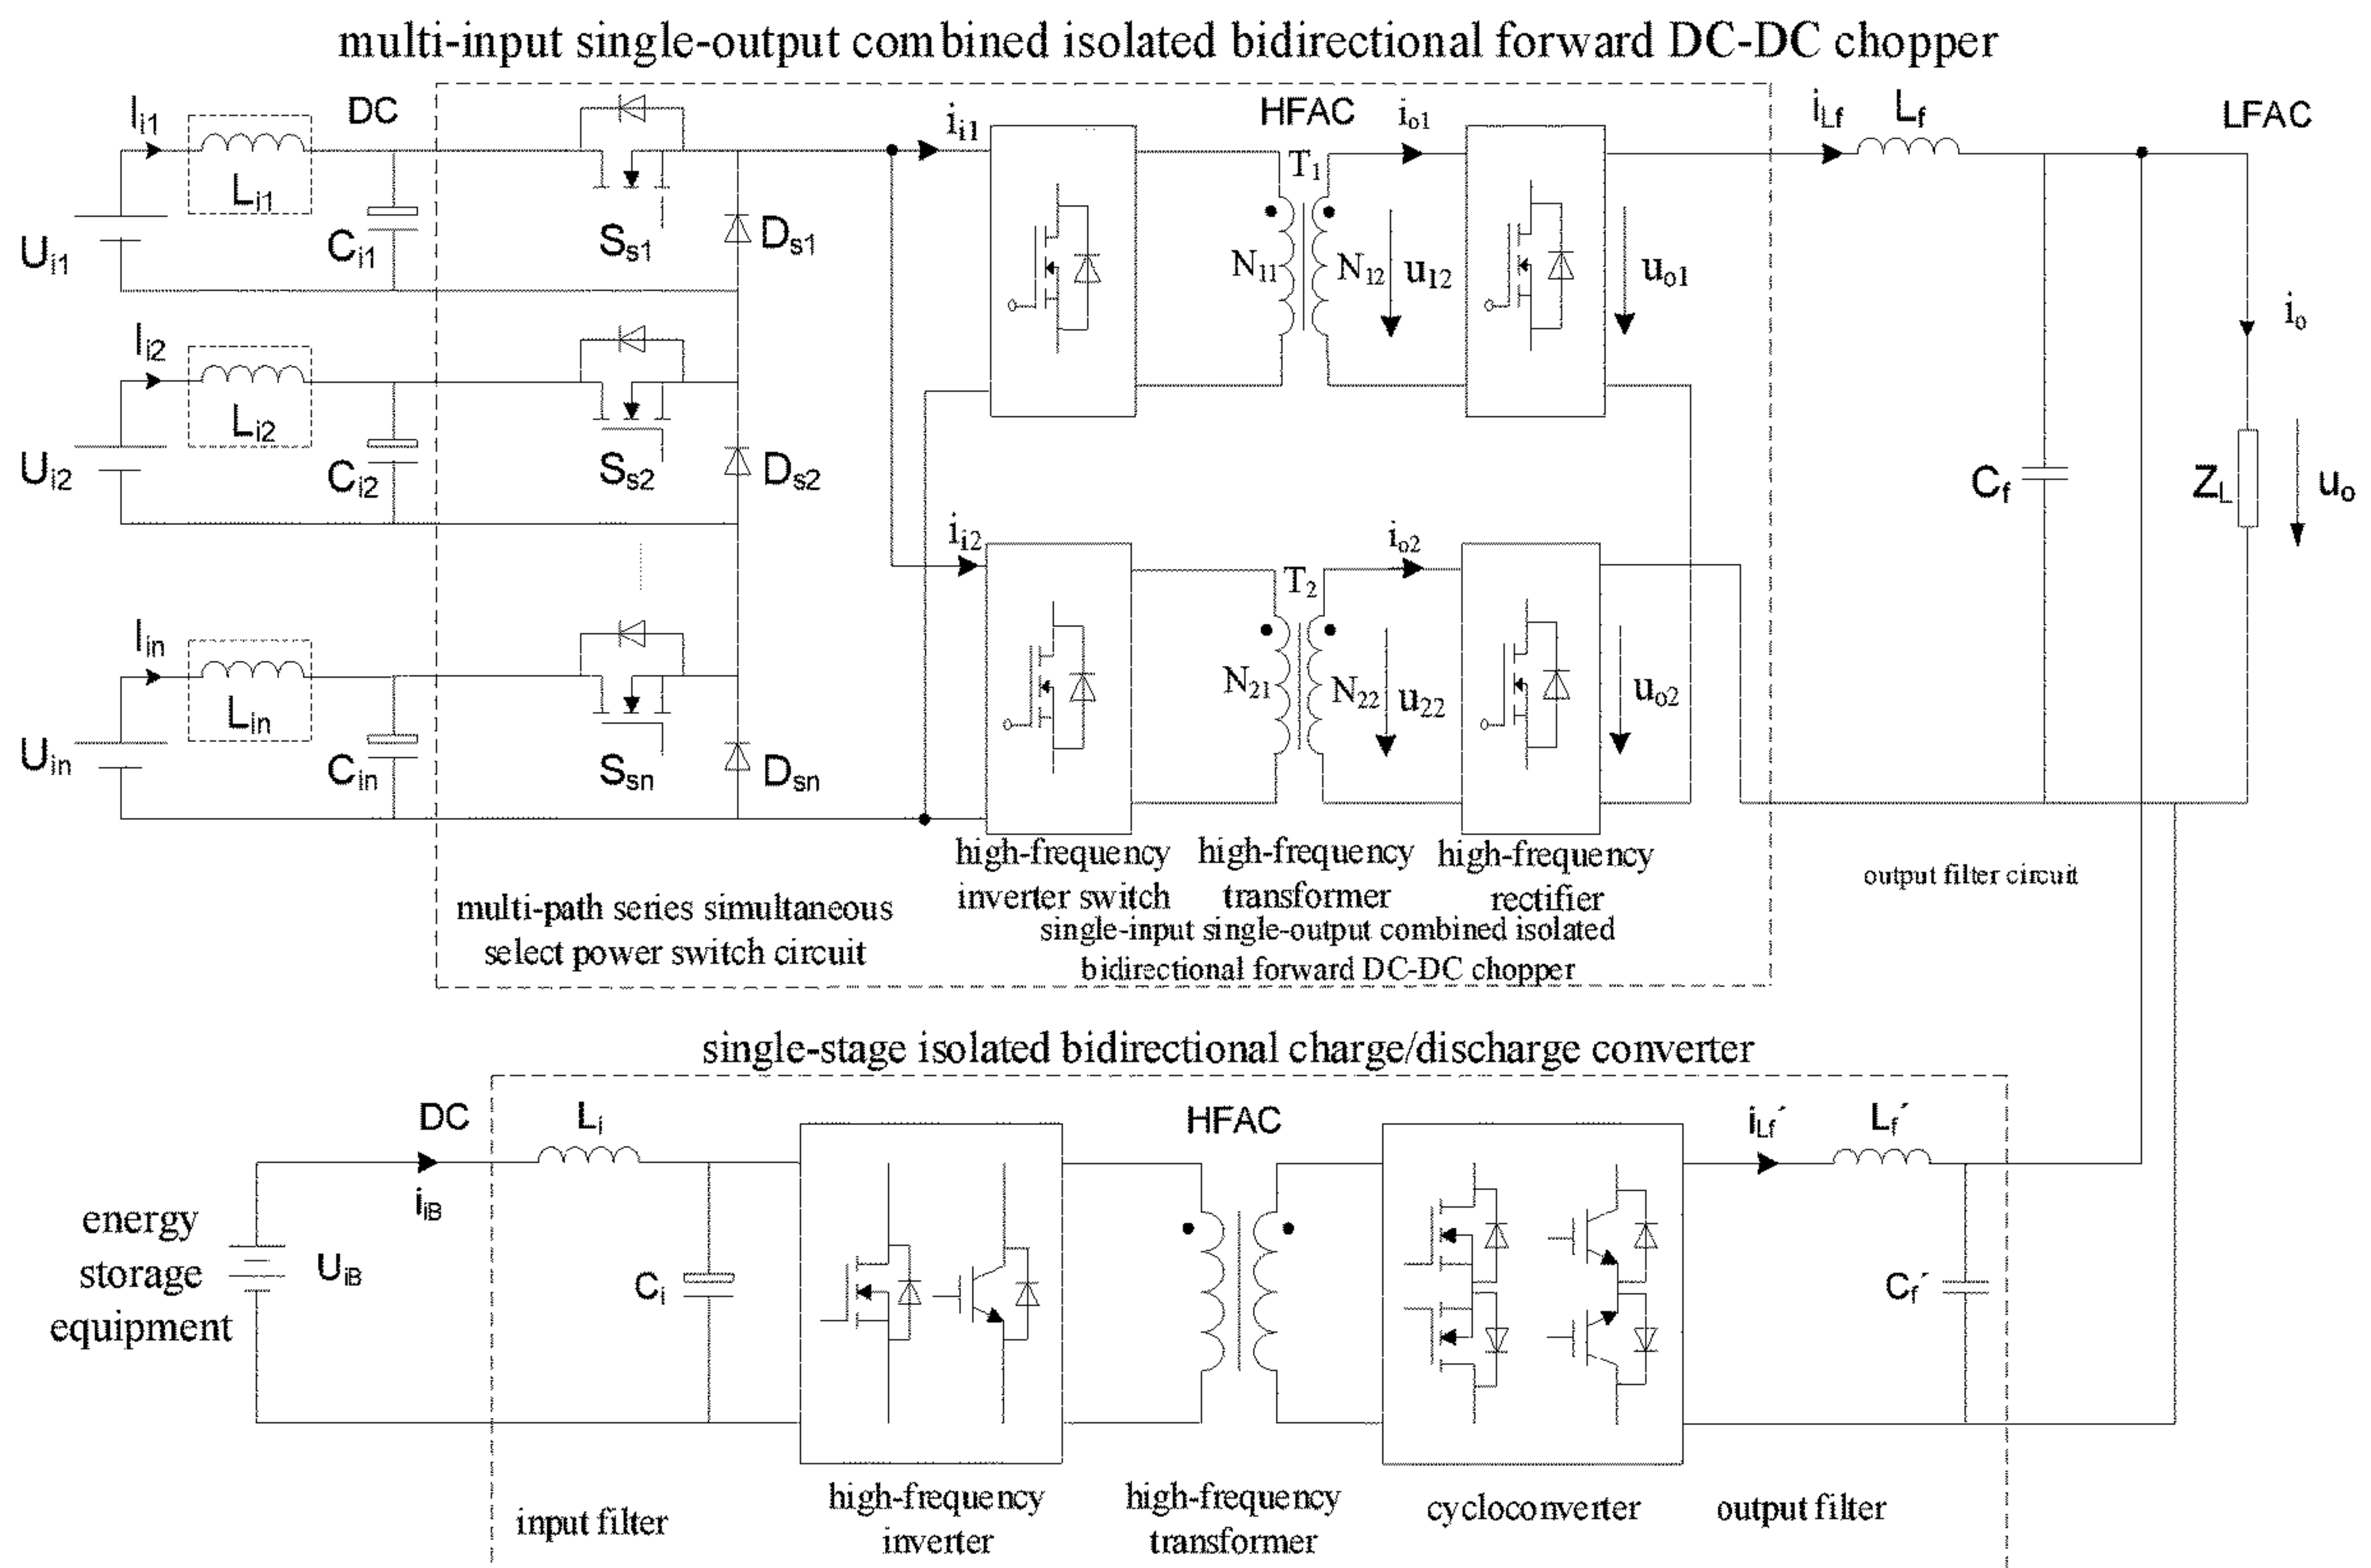 multi-input single-output combined isolated bidirectional forward DC-DC chopper
Ii1
Li1
DC
Ui1
Ci1
Ss1
Ds1
ii1
HFAC
T1
N11
N12
u12
io1
uo1
iLf
Lf
LFAC
io
Ii2
Li2
Ui2
Ci2
Ss2
Ds2
Cf
ZL
uo
Iin
Lin
Uin
Cin
Ssn
Dsn
ii2
T2
N21
N22
u22
io2
uo2
high-frequency
inverter switch
high-frequency
transformer
high-frequency
rectifier
output filter circuit
multi-path series simultaneous
select power switch circuit
single-input single-output combined isolated
bidirectional forward DC-DC chopper
single-stage isolated bidirectional charge/discharge converter
DC
Li
HFAC
iLf´
Lf´
iiB
energy
storage
equipment
UiB
Ci
Cf´
input filter
high-frequency
inverter
high-frequency
transformer
cycloconverter
output filter